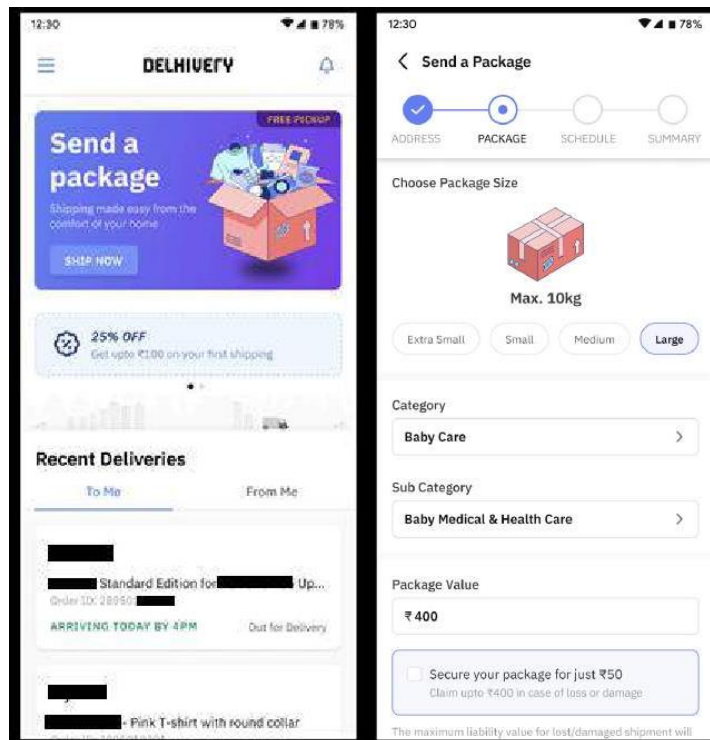 12:30
78%
DELHIVERY
FREE PICKUP
Send a
package
Shipping made easy from the
comfort of your home
SHIP NOW
25% OFF
Get upto ₹100 on your first shipping
Recent Deliveries
To Me From Me
Standard Edition for Up...
Order ID:
ARRIVING TODAY BY 4PM Out for Delivery
- Pink T-shirt with round collar
12:30
78%
Send a Package
ADDRESS PACKAGE SCHEDULE SUMMARY
Choose Package Size
Max. 10kg
Extra Small Small Medium Large
Category
Baby Care
Sub Category
Baby Medical & Health Care
Package Value
₹ 400
Secure your package for just ₹50
Claim upto ₹400 in case of loss or damage
The maximum liability value for lost/damaged shipment will